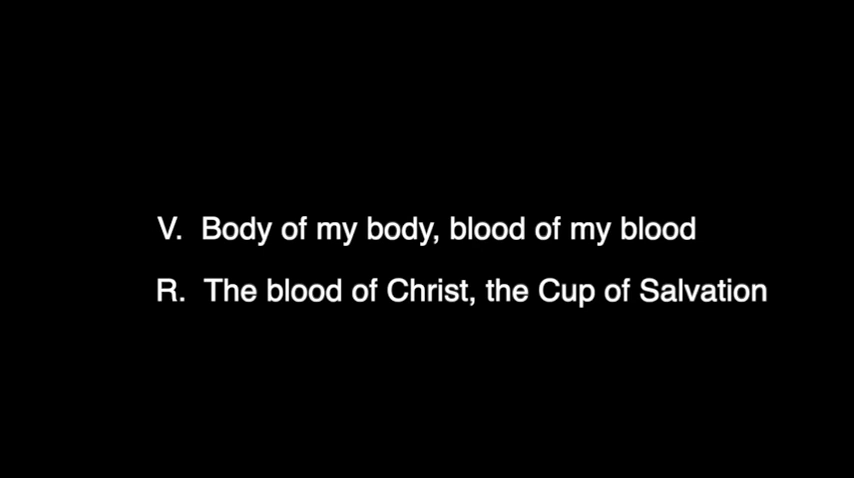 V. Body of my body, blood of my blood
R. The blood of Christ, the Cup of Salvation